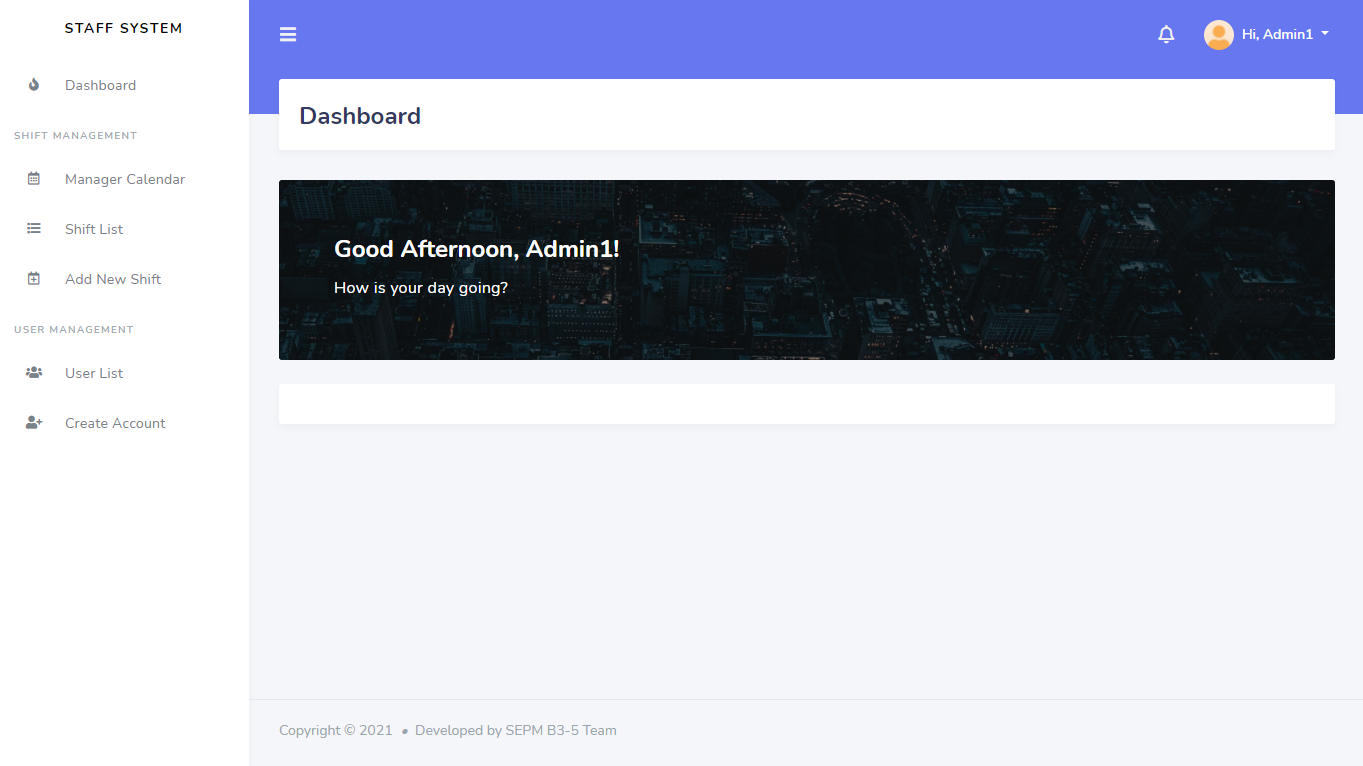 STAFF SYSTEM
Dashboard
SHIFT MANAGEMENT
Manager Calendar
Shift List
Add New Shift
USER MANAGEMENT
User List
Create Account
Hi, Admin1
Dashboard
Good Afternoon, Admin1!
How is your day going?
Copyright © 2021 • Developed by SEPM B3-5 Team